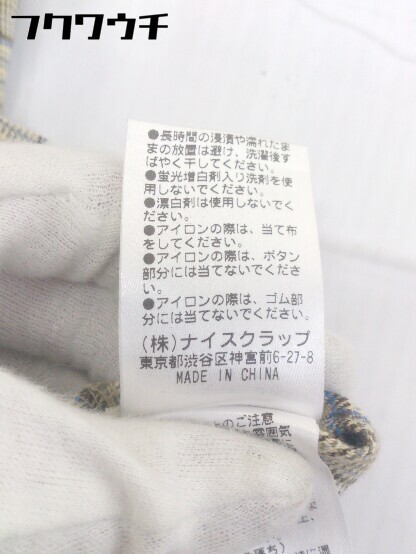 フクワウチ
●長時間の浸漬や濡れたま
まの放置は避け、洗濯後す
ばやく干してください。
●蛍光増白剤入り洗剤を使
用しないでください。
●漂白剤は使用しないでく
ださい。
●アイロンの際は、当て布
をしてください。
●アイロンの際は、ボタン
部分には当てないでくださ
い。
●アイロンの際は、ゴム部
分には当てないでください。
(株)ナイスクラップ
東京都渋谷区神宮前6-27-8
MADE IN CHINA
のご注意
雰囲気